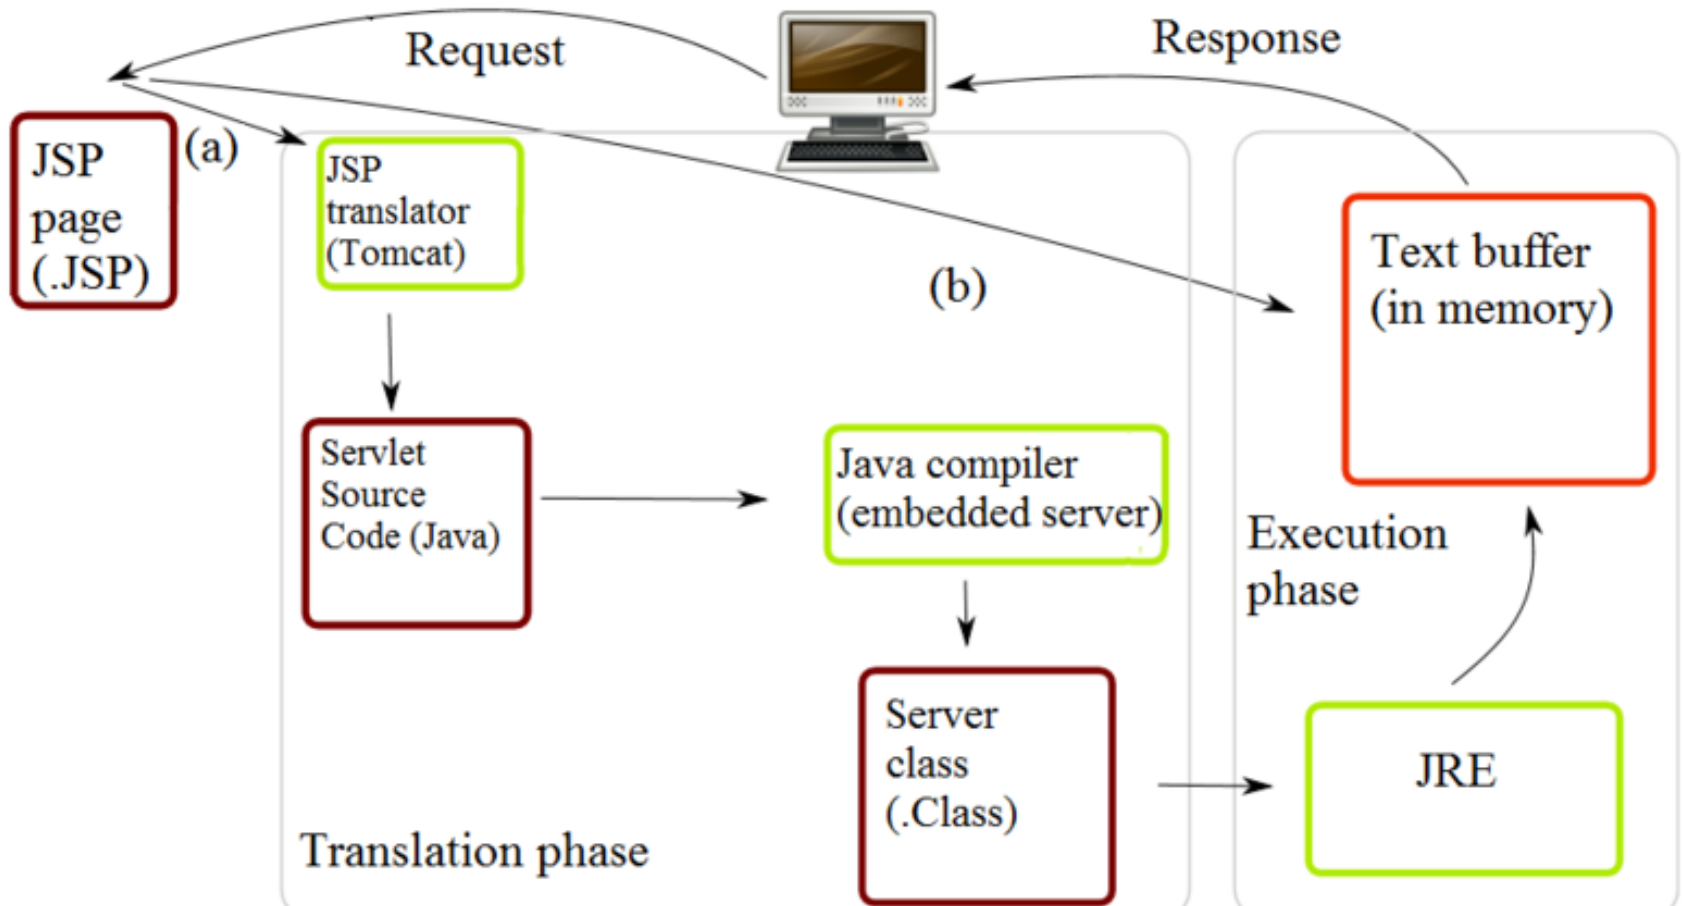 Request
Response
JSP
page
(.JSP)
(a)
JSP
translator
(Tomcat)
(b)
Text buffer
(in memory)
Servlet
Source
Code (Java)
Java compiler
(embedded server)
Execution
phase
Server
class
(.Class)
JRE
Translation phase